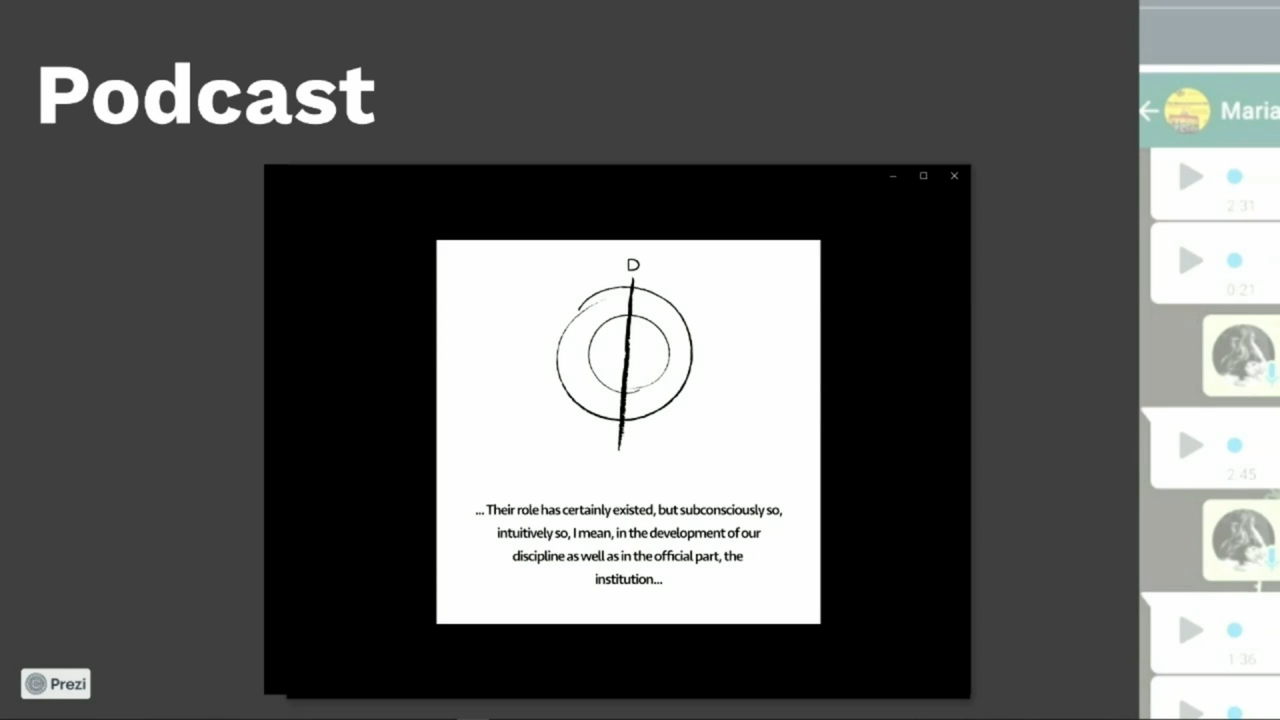 Podcast
D
... Their role has certainly existed, but subconsciously so,
intuitively so, I mean, in the development of our
discipline as well as in the official part, the
institution...
Prezi
Maria
2:31
0:21
2:45
1:36